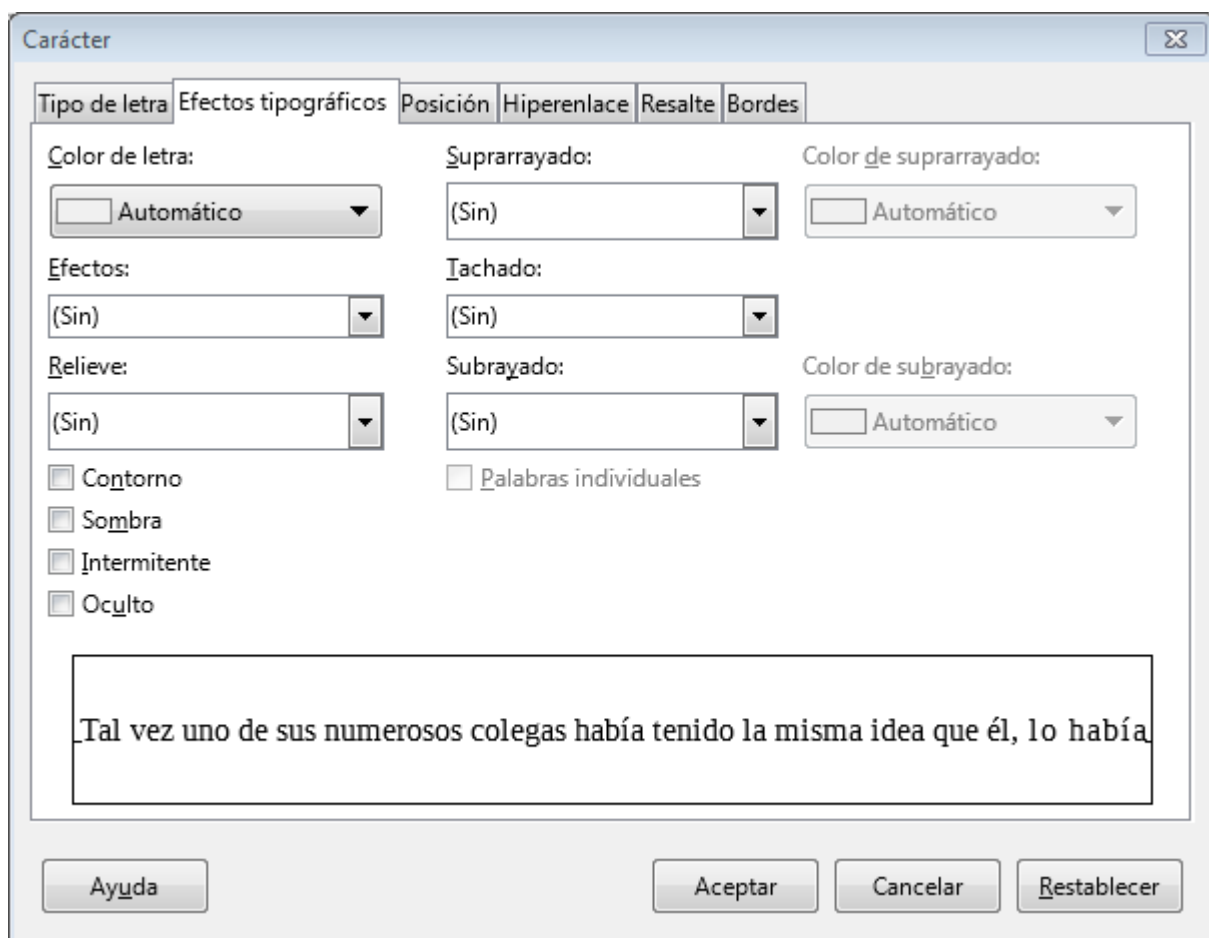 Carácter
Tipo de letra Efectos tipográficos Posición Hiperenlace Resalte Bordes
Color de letra: Suprarrayado: Color de suprarrayado:
Automático (Sin) Automático
Efectos: Tachado:
(Sin) (Sin)
Relieve: Subrayado: Color de subrayado:
(Sin) (Sin) Automático
Contorno Palabras individuales
Sombra
Intermitente
Oculto
Tal vez uno de sus numerosos colegas había tenido la misma idea que él, lo había
Ayuda Aceptar Cancelar Restablecer